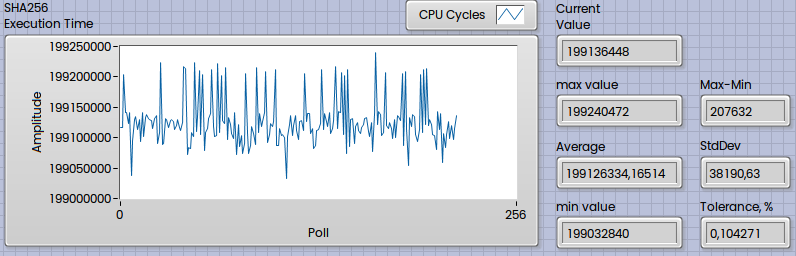 SHA256
Execution Time
CPU Cycles
199250000
199200000
199150000
199100000
199050000
199000000
Amplitude
0
256
Poll
Current
Value
199136448
max value
199240472
Max-Min
207632
Average
199126334,16514
StdDev
38190,63
min value
199032840
Tolerance, %
0,104271